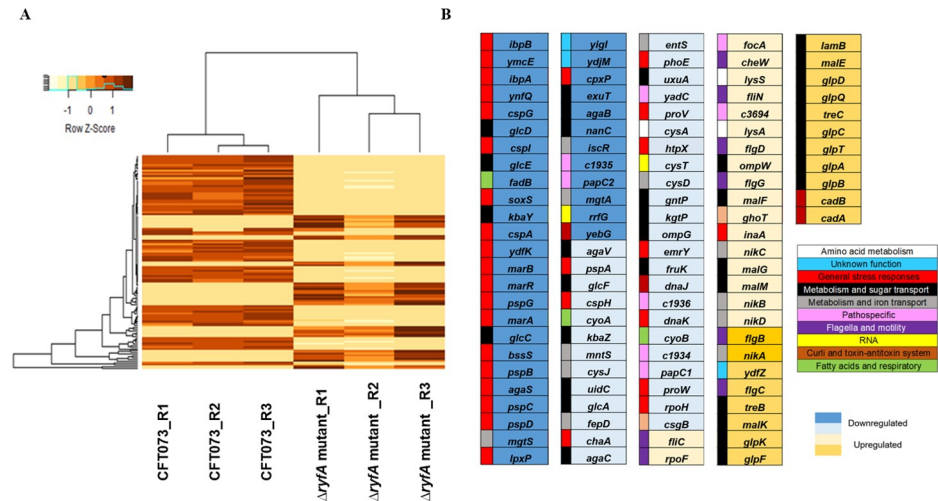 A
-1 0 1
Row Z-Score
CFT073_R1
CFT073_R2
CFT073_R3
ΔryfA mutant_R1
ΔryfA mutant _R2
ΔryfA mutant _R3
B
ibpB
ymcE
ibpA
ynfQ
cspG
glcD
cspI
glcE
fadB
soxS
kbaY
cspA
ydfK
marB
marR
pspG
marA
glcC
bssS
pspB
agaS
pspC
pspD
mgtS
lpxP
yigI
ydjM
cpxP
exuT
agaB
nanC
iscR
c1935
papC2
mgtA
rrfG
yebG
agaV
pspA
glcF
cspH
cyoA
kbaZ
mntS
cysJ
uidC
glcA
fepD
chaA
agaC
entS
phoE
uxuA
yadC
proV
cysA
htpX
cysT
cysD
gntP
kgtP
ompG
emrY
fruK
dnaJ
c1936
dnaK
cyoB
c1934
papC1
proW
rpoH
csgB
fliC
rpoF
focA
cheW
lysS
fliN
c3694
lysA
flgD
ompW
flgG
malF
ghoT
inaA
nikC
malG
malM
nikB
nikD
flgB
nikA
ydfZ
flgC
treB
malK
glpK
glpF
lamB
malE
glpD
glpQ
treC
glpC
glpT
glpA
glpB
cadB
cadA
Amino acid metabolism
Unknown function
General stress responses
Metabolism and sugar transport
Metabolism and iron transport
Pathospecific
Flagella and motility
RNA
Curli and toxin-antitoxin system
Fatty acids and respiratory
Downregulated
Upregulated